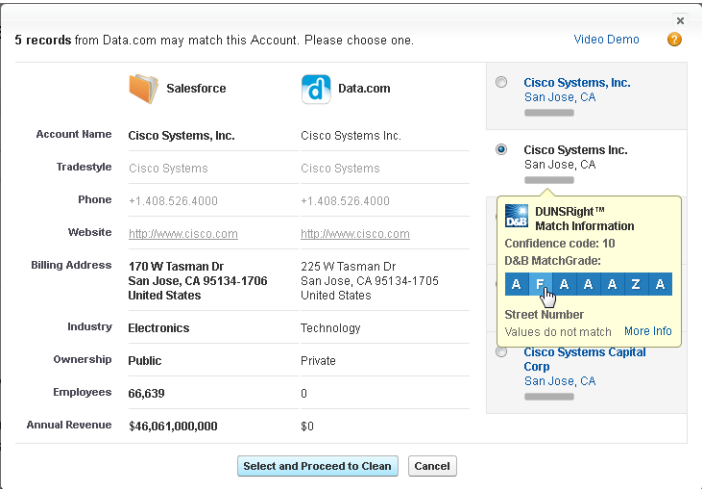 5 records from Data.com may match this Account. Please choose one.
Video Demo
?
Salesforce
d
Data.com
Account Name
Cisco Systems, Inc.
Cisco Systems Inc.
Tradestyle
Cisco Systems
Cisco Systems
Phone
+1.408.526.4000
+1.408.526.4000
Website
http://www.cisco.com
http://www.cisco.com
Billing Address
170 W Tasman Dr
San Jose, CA 95134-1706
United States
225 W Tasman Dr
San Jose, CA 95134-1705
United States
Industry
Electronics
Technology
Ownership
Public
Private
Employees
66,639
0
Annual Revenue
$46,061,000,000
$0
Cisco Systems, Inc.
San Jose, CA
Cisco Systems Inc.
San Jose, CA
D&B
DUNSRight™
Match Information
Confidence code: 10
D&B MatchGrade:
A F A A A Z A
Street Number
Values do not match More Info
Cisco Systems Capital
Corp
San Jose, CA
Select and Proceed to Clean
Cancel